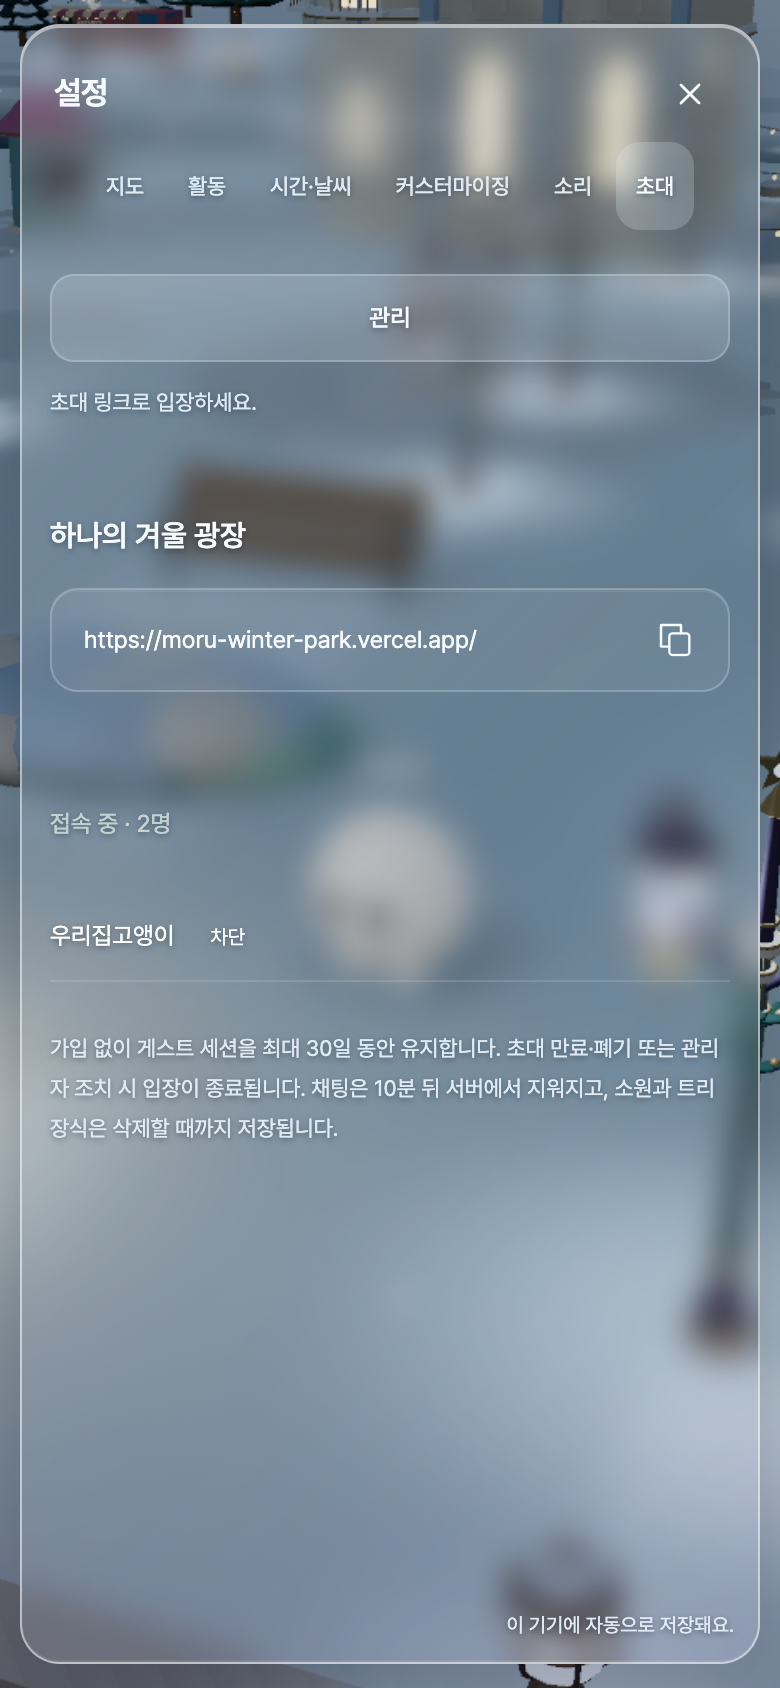 설정
지도 활동 시간·날씨 커스터마이징 소리 초대
관리
초대 링크로 입장하세요.
하나의 겨울 광장
https://moru-winter-park.vercel.app/
접속 중 · 2명
우리집고앵이 차단
가입 없이 게스트 세션을 최대 30일 동안 유지합니다. 초대 만료·폐기 또는 관리
자 조치 시 입장이 종료됩니다. 채팅은 10분 뒤 서버에서 지워지고, 소원과 트리
장식은 삭제할 때까지 저장됩니다.
이 기기에 자동으로 저장돼요.